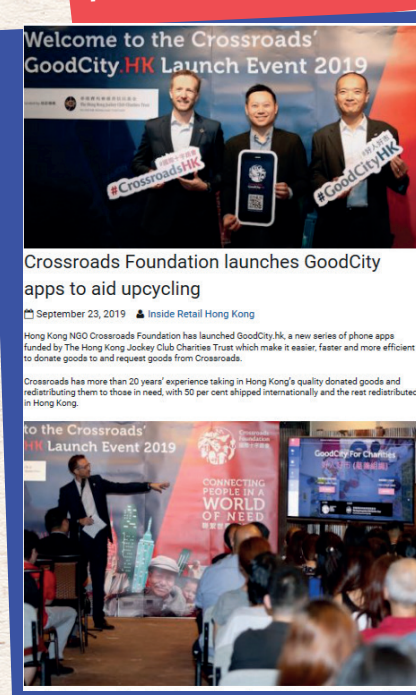 Welcome to the Crossroads'
GoodCity.HK Launch Event 2019
#CrossroadsHK
#GoodCityHK
Crossroads Foundation launches GoodCity
apps to aid upcycling
September 23, 2019 Inside Retail Hong Kong
Hong Kong NGO Crossroads Foundation has launched GoodCity.hk, a new series of phone apps
funded by The Hong Kong Jockey Club Charities Trust which make it easier, faster and more efficient
to donate goods to and request goods from Crossroads.
Crossroads has more than 20 years' experience taking in Hong Kong's quality donated goods and
redistributing them to those in need, with 50 per cent shipped internationally and the rest redistributed
in Hong Kong.
to the Crossroads'
HK Launch Event 2019
Crossroads
Foundation
CONNECTING
PEOPLE IN A
WORLD
OF NEED
GoodCity For Charities